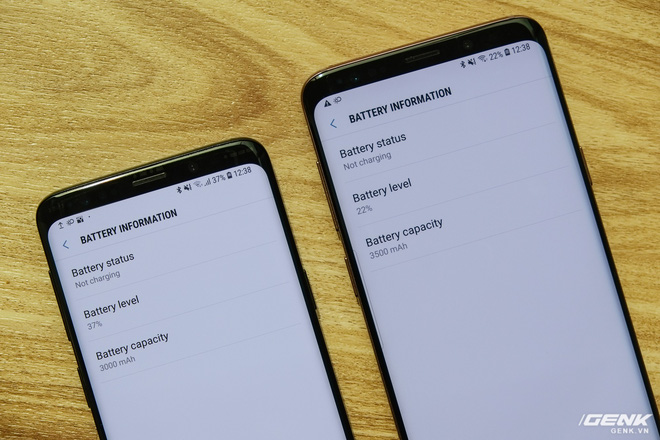 37% 12:38
BATTERY INFORMATION
Battery status
Not charging
Battery level
37%
Battery capacity
3000 mAh
22% 12:38
BATTERY INFORMATION
Battery status
Not charging
Battery level
22%
Battery capacity
3500 mAh
GENK
GENK.VN